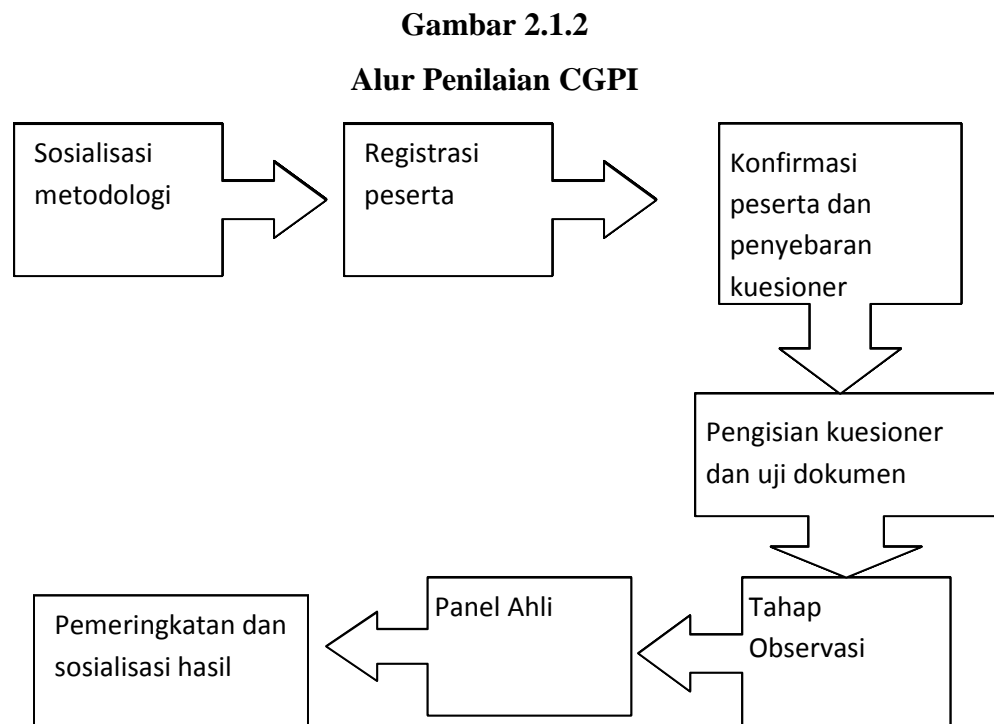 Gambar 2.1.2
Alur Penilaian CGPI
Sosialisasi
metodologi
Registrasi
peserta
Konfirmasi
peserta dan
penyebaran
kuesioner
Pengisian kuesioner
dan uji dokumen
Tahap
Observasi
Panel Ahli
Pemeringkatan dan
sosialisasi hasil